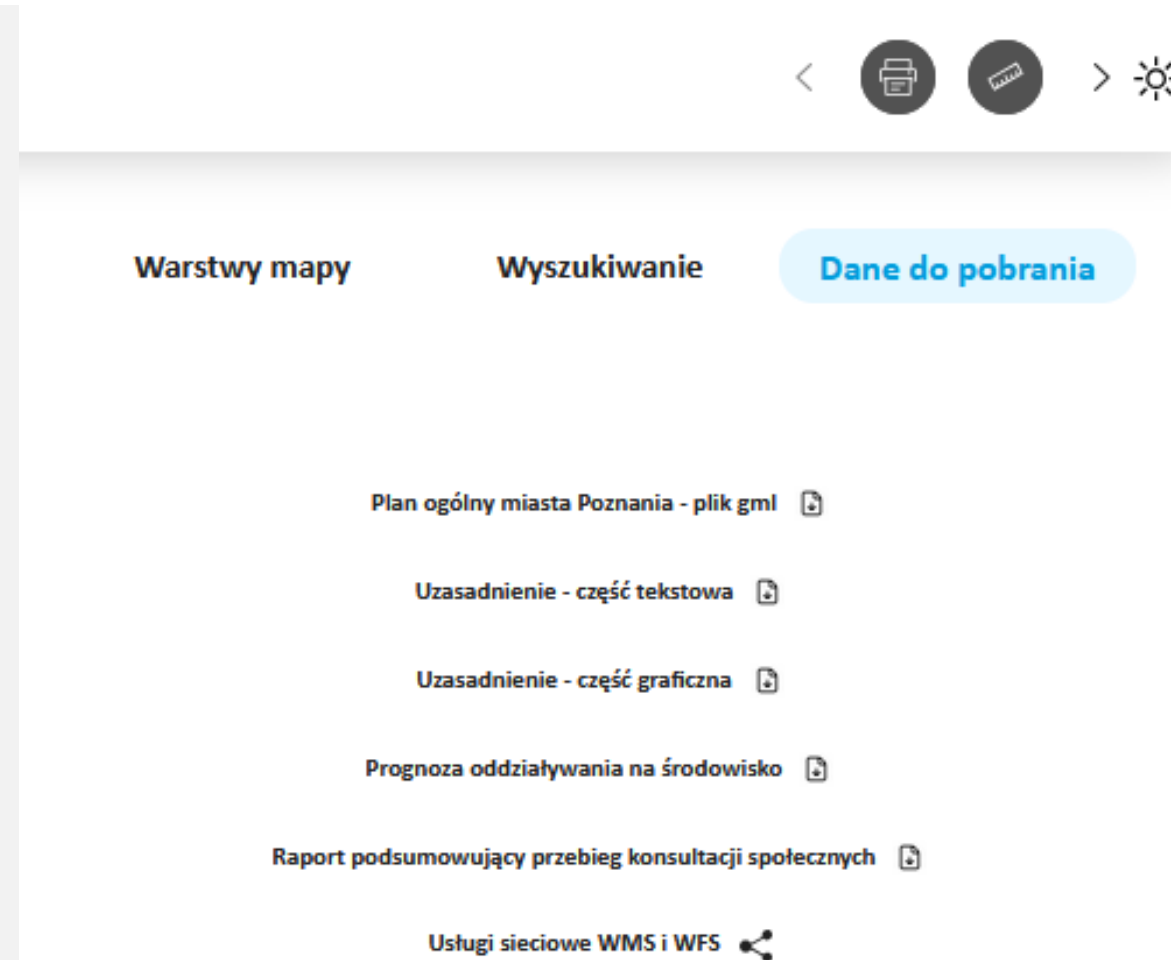 Warstwy mapy Wyszukiwanie Dane do pobrania
Plan ogólny miasta Poznania - plik gml
Uzasadnienie - część tekstowa
Uzasadnienie - część graficzna
Prognoza oddziaływania na środowisko
Raport podsumowujący przebieg konsultacji społecznych
Usługi sieciowe WMS i WFS